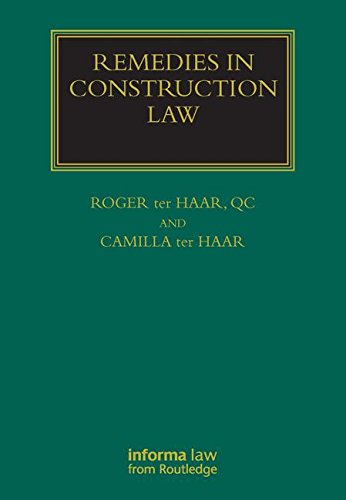 REMEDIES IN
CONSTRUCTION
LAW
ROGER ter HAAR, QC
AND
CAMILLA ter HAAR
informa law
from Routledge